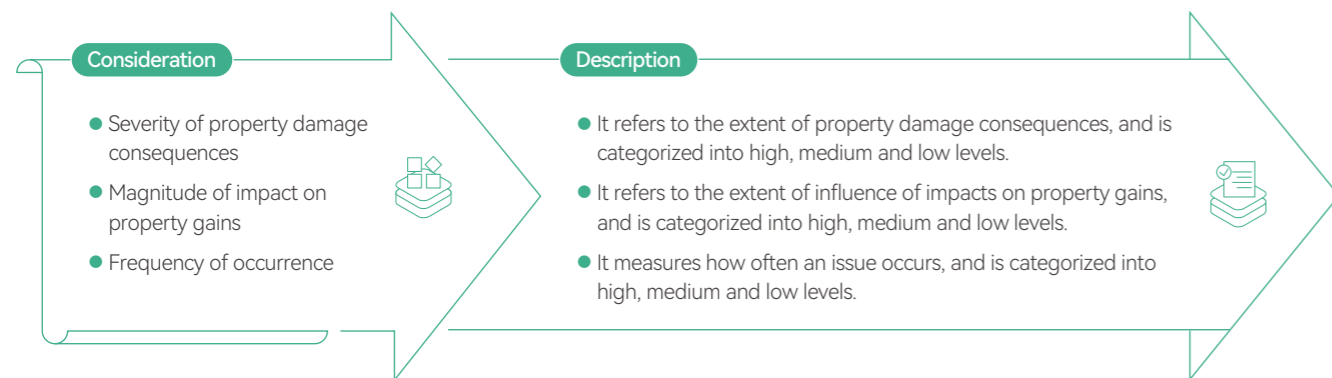 Consideration
Severity of property damage
consequences
Magnitude of impact on
property gains
Frequency of occurrence
Description
It refers to the extent of property damage consequences, and is
categorized into high, medium and low levels.
It refers to the extent of influence of impacts on property gains,
and is categorized into high, medium and low levels.
It measures how often an issue occurs, and is categorized into
high, medium and low levels.